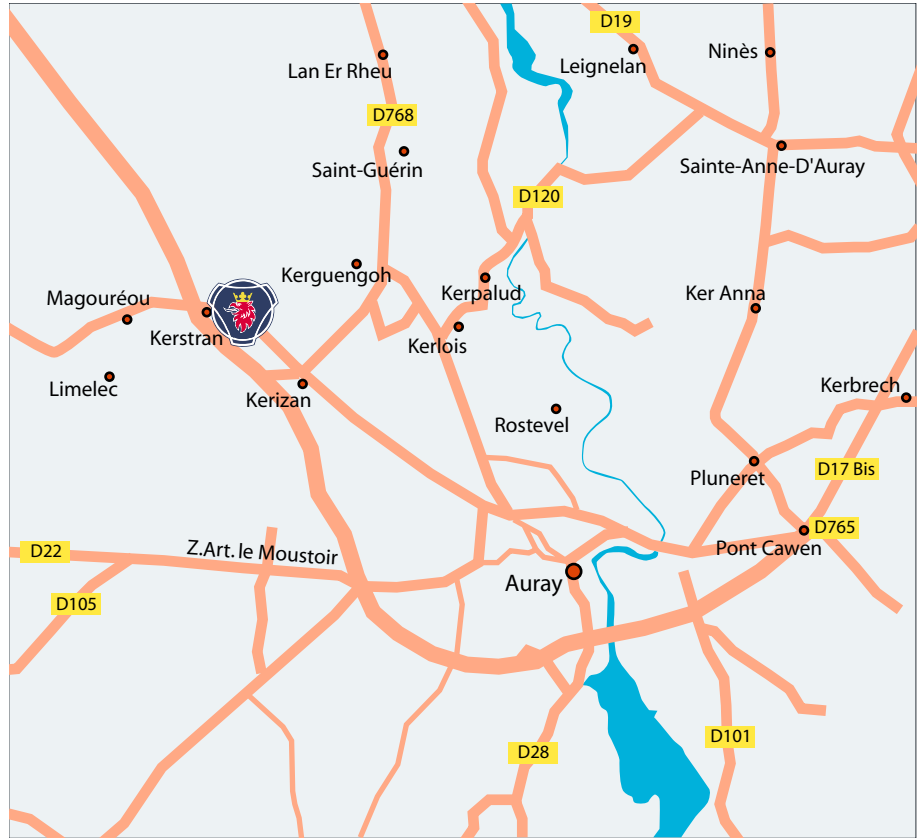 D19
Ninès
Lan Er Rheu
Leignelan
D768
Saint-Guérin
Sainte-Anne-D'Auray
D120
Kerguengoh
Kerpalud
Ker Anna
Magouréou
Kerstran
Kerlois
Limelec
Kerizan
Kerbrech
Rostevel
Pluneret
D17 Bis
D765
Pont Cawen
D22
Z.Art. le Moustoir
Auray
D105
D101
D28